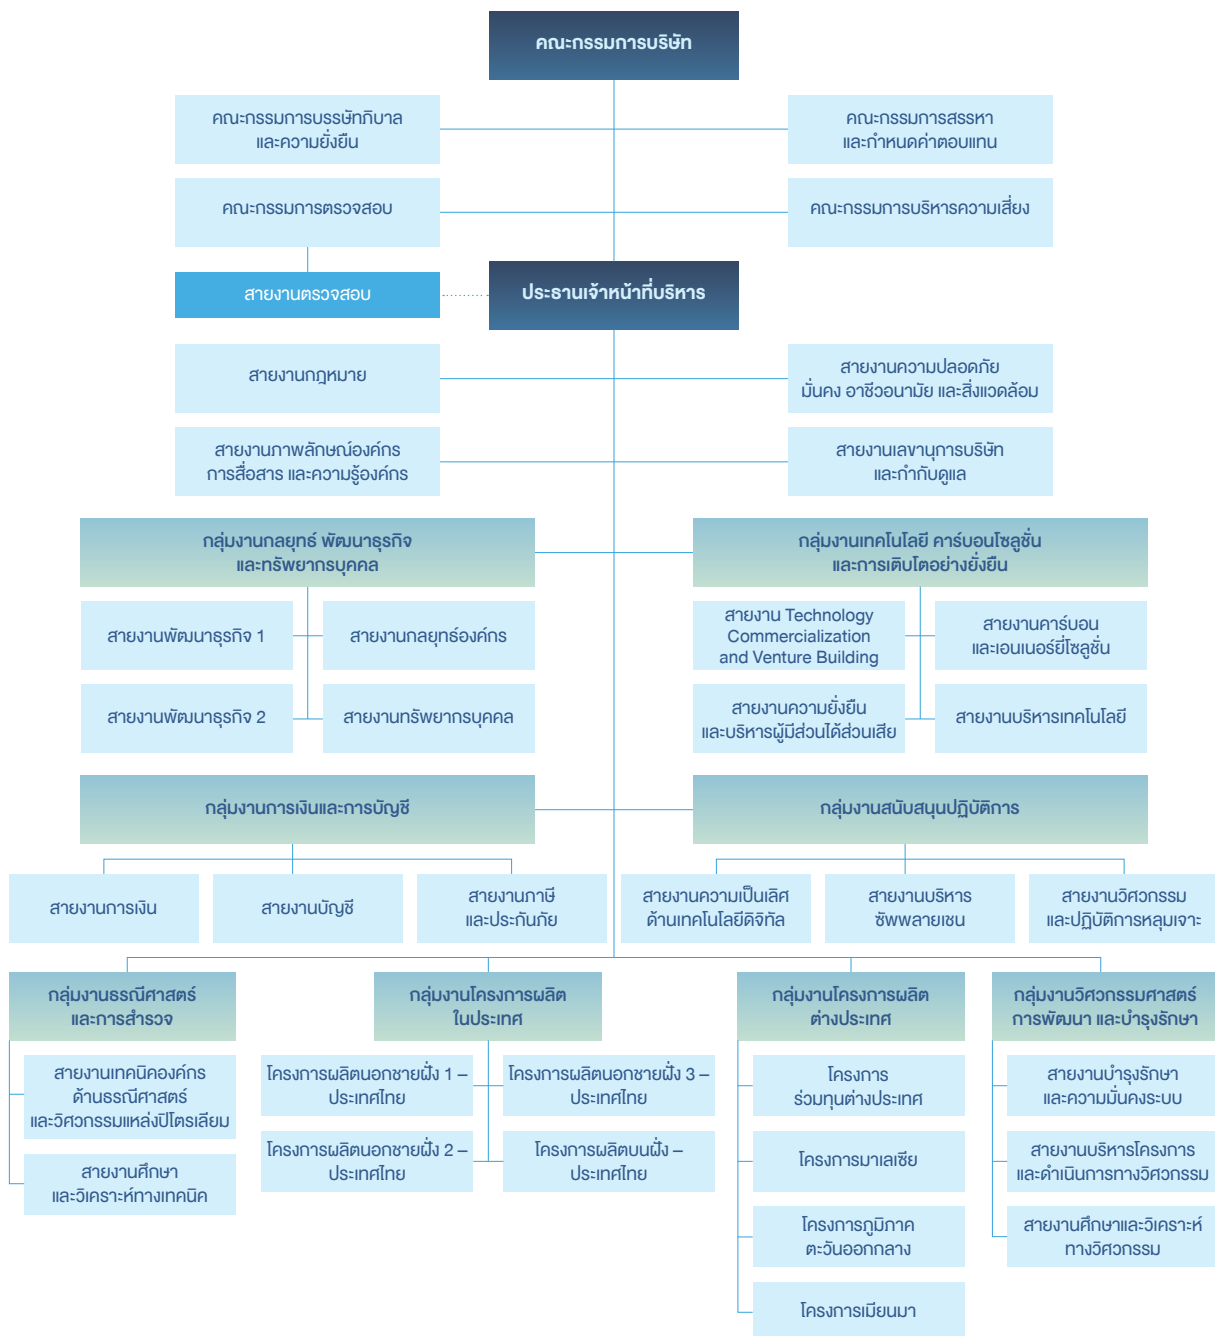 คณะกรรมการบริษัท
คณะกรรมการบรรษัทภิบาล
และความยั่งยืน
คณะกรรมการสรรหา
และกำหนดค่าตอบแทน
คณะกรรมการตรวจสอบ
คณะกรรมการบริหารความเสี่ยง
สายงานตรวจสอบ
ประธานเจ้าหน้าที่บริหาร
สายงานกฎหมาย
สายงานความปลอดภัย
มั่นคง อาชีวอนามัย และสิ่งแวดล้อม
สายงานภาพลักษณ์องค์กร
การสื่อสาร และความรู้องค์กร
สายงานเลขานุการบริษัท
และกำกับดูแล
กลุ่มงานกลยุทธ์ พัฒนาธุรกิจ
และทรัพยากรบุคคล
กลุ่มงานเทคโนโลยี คาร์บอนโซลูชั่น
และการเติบโตอย่างยั่งยืน
สายงานพัฒนาธุรกิจ 1
สายงานกลยุทธ์องค์กร
สายงาน Technology
Commercialization
and Venture Building
สายงานคาร์บอน
และเอนเนอร์ยี่โซลูชั่น
สายงานพัฒนาธุรกิจ 2
สายงานทรัพยากรบุคคล
สายงานความยั่งยืน
และบริหารผู้มีส่วนได้ส่วนเสีย
สายงานบริหารเทคโนโลยี
กลุ่มงานการเงินและการบัญชี
กลุ่มงานสนับสนุนปฏิบัติการ
สายงานการเงิน
สายงานบัญชี
สายงานภาษี
และประกันภัย
สายงานความเป็นเลิศ
ด้านเทคโนโลยีดิจิทัล
สายงานบริหาร
ซัพพลายเชน
สายงานวิศวกรรม
และปฏิบัติการหลุมเจาะ
กลุ่มงานธรณีศาสตร์
และการสำรวจ
กลุ่มงานโครงการผลิต
ในประเทศ
กลุ่มงานโครงการผลิต
ต่างประเทศ
กลุ่มงานวิศวกรรมศาสตร์
การพัฒนา และบำรุงรักษา
สายงานเทคนิคองค์กร
ด้านธรณีศาสตร์
และวิศวกรรมแหล่งปิโตรเลียม
สายงานศึกษา
และวิเคราะห์ทางเทคนิค
โครงการผลิตนอกชายฝั่ง 1 –
ประเทศไทย
โครงการผลิตนอกชายฝั่ง 3 –
ประเทศไทย
โครงการผลิตนอกชายฝั่ง 2 –
ประเทศไทย
โครงการผลิตบนฝั่ง –
ประเทศไทย
โครงการ
ร่วมทุนต่างประเทศ
โครงการมาเลเซีย
โครงการภูมิภาค
ตะวันออกกลาง
โครงการเมียนมา
สายงานบำรุงรักษา
และความมั่นคงระบบ
สายงานบริหารโครงการ
และดำเนินการทางวิศวกรรม
สายงานศึกษาและวิเคราะห์
ทางวิศวกรรม